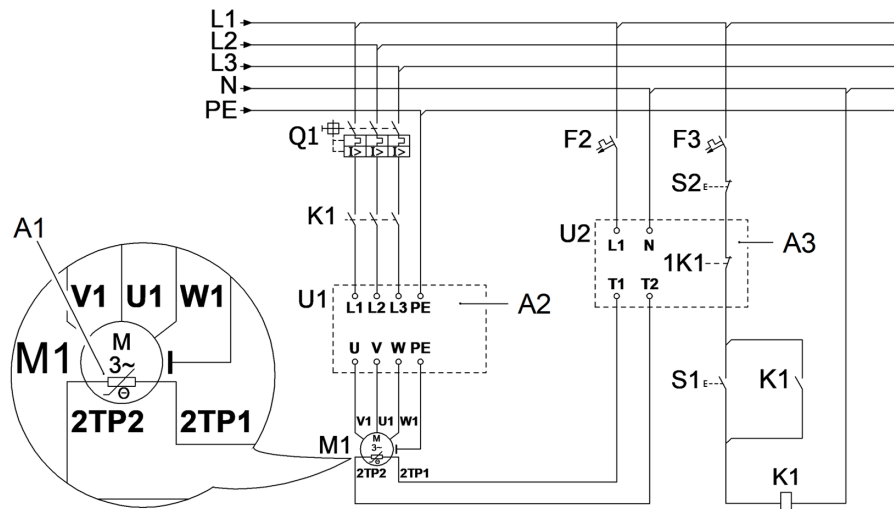 L1
L2
L3
N
PE
Q1
I> I> I>
F2
F3
S2
E
K1
U2
L1 N
1K1
A3
T1 T2
A1
V1 U1 W1
M1
M
3~
Θ
2TP2 2TP1
U1
L1 L2 L3 PE
A2
U V W PE
S1
E
K1
V1 U1 W1
M1
M
3~
Θ
2TP2 2TP1
K1